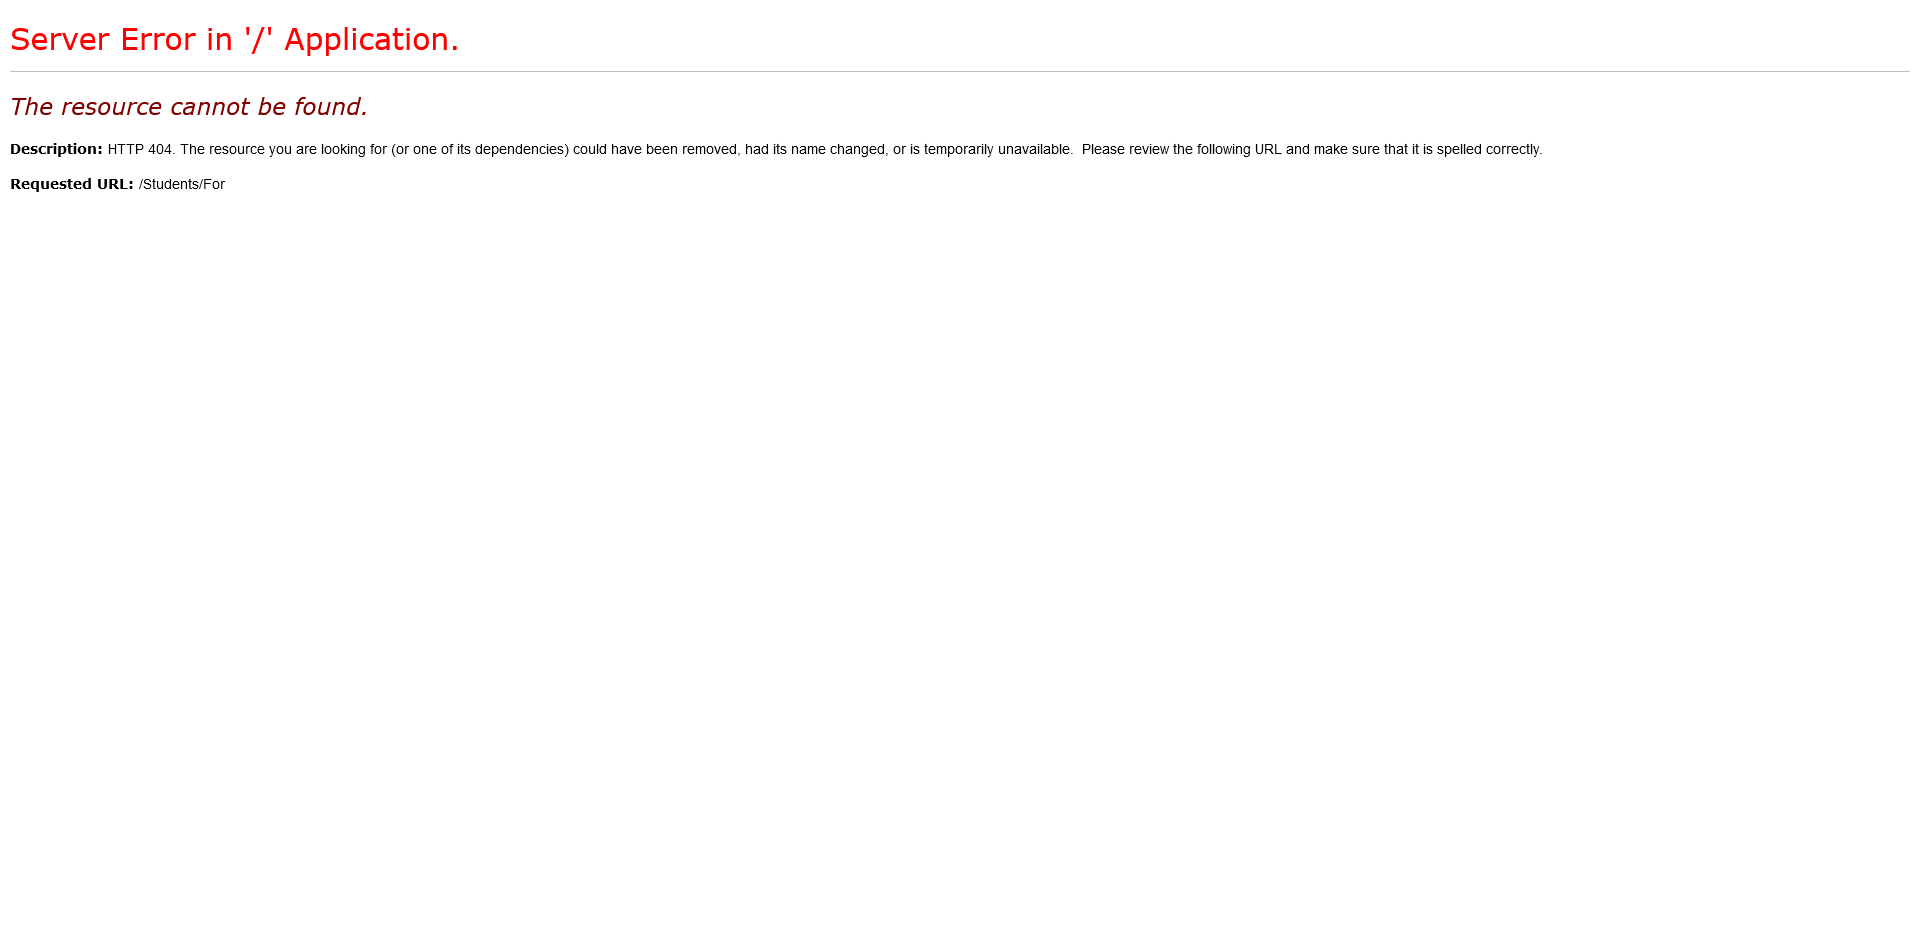 Server Error in '/' Application.
The resource cannot be found.
Description: HTTP 404. The resource you are looking for (or one of its dependencies) could have been removed, had its name changed, or is temporarily unavailable.  Please review the following URL and make sure that it is spelled correctly.
Requested URL: /Students/For